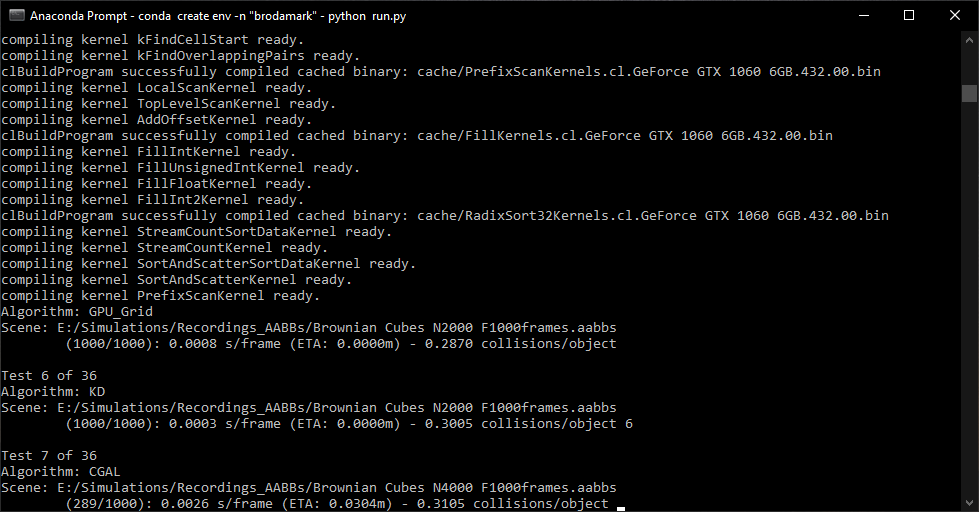 Anaconda Prompt - conda  create env -n "brodamark" - python  run.py
compiling kernel kFindCellStart ready.
compiling kernel kFindOverlappingPairs ready.
clBuildProgram successfully compiled cached binary: cache/PrefixScanKernels.cl.GeForce GTX 1060 6GB.432.00.bin
compiling kernel LocalScanKernel ready.
compiling kernel TopLevelScanKernel ready.
compiling kernel AddOffsetKernel ready.
clBuildProgram successfully compiled cached binary: cache/FillKernels.cl.GeForce GTX 1060 6GB.432.00.bin
compiling kernel FillIntKernel ready.
compiling kernel FillUnsignedIntKernel ready.
compiling kernel FillFloatKernel ready.
compiling kernel FillInt2Kernel ready.
clBuildProgram successfully compiled cached binary: cache/RadixSort32Kernels.cl.GeForce GTX 1060 6GB.432.00.bin
compiling kernel StreamCountSortDataKernel ready.
compiling kernel StreamCountKernel ready.
compiling kernel SortAndScatterSortDataKernel ready.
compiling kernel SortAndScatterKernel ready.
compiling kernel PrefixScanKernel ready.
Algorithm: GPU_Grid
Scene: E:/Simulations/Recordings_AABBs/Brownian Cubes N2000 F1000frames.aabbs
(1000/1000): 0.0008 s/frame (ETA: 0.0000m) - 0.2870 collisions/object
Test 6 of 36
Algorithm: KD
Scene: E:/Simulations/Recordings_AABBs/Brownian Cubes N2000 F1000frames.aabbs
(1000/1000): 0.0003 s/frame (ETA: 0.0000m) - 0.3005 collisions/object 6
Test 7 of 36
Algorithm: CGAL
Scene: E:/Simulations/Recordings_AABBs/Brownian Cubes N4000 F1000frames.aabbs
(289/1000): 0.0026 s/frame (ETA: 0.0304m) - 0.3105 collisions/object